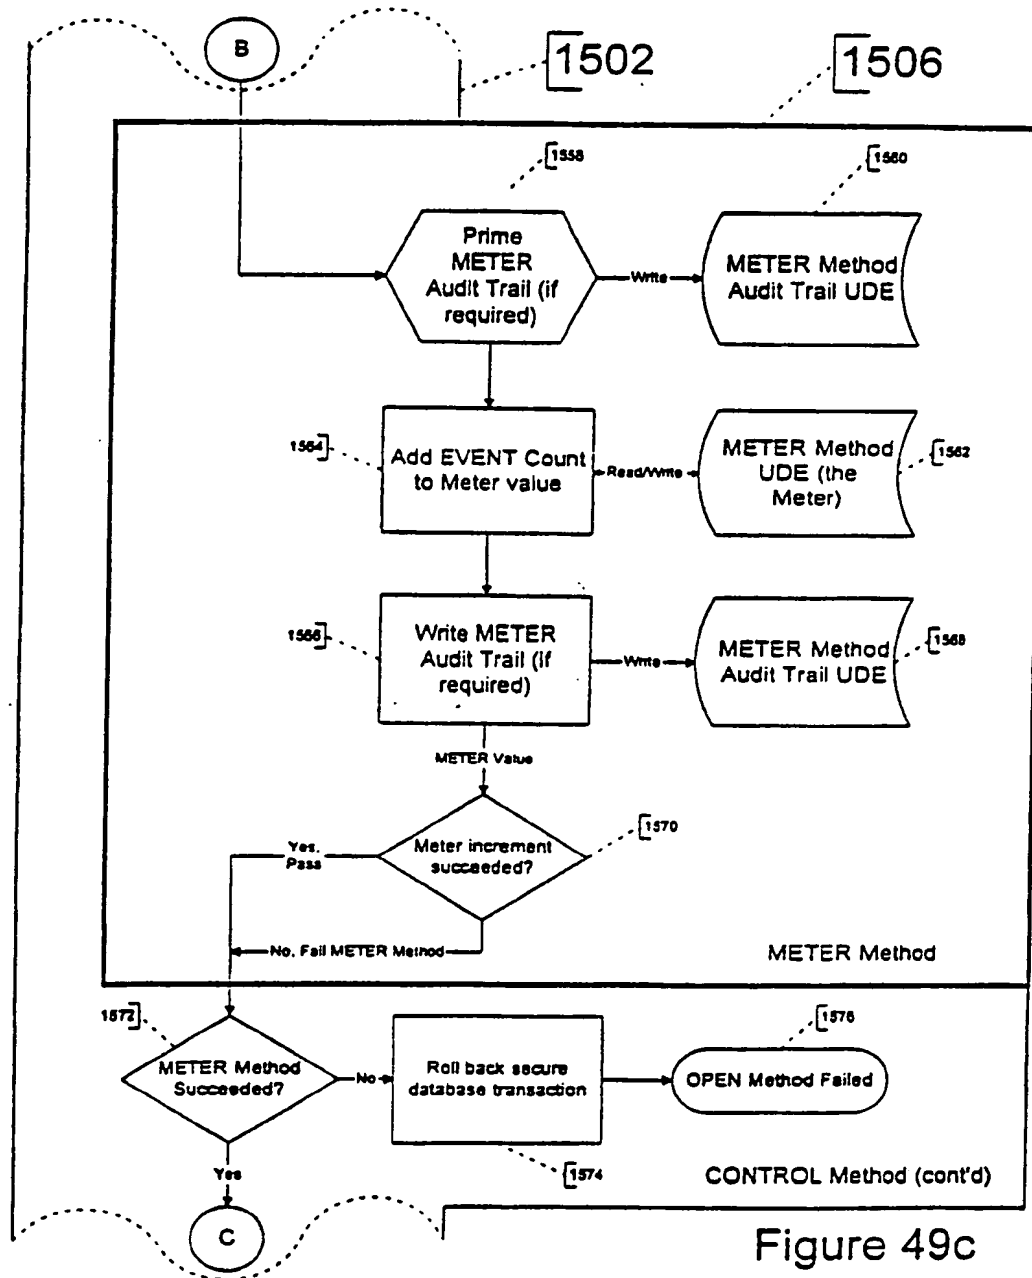 B
1502
1506
1558
1560
Prime
METER
Audit Trail (if
required)
Write
METER Method
Audit Trail UDE
1564
Add EVENT Count
to Meter value
Read/Write
METER Method
UDE (the
Meter)
1562
1566
Write METER
Audit Trail (if
required)
Write
METER Method
Audit Trail UDE
1568
METER Value
Meter increment
succeeded?
1570
Yes,
Pass
No, Fail METER Method
METER Method
1572
METER Method
Succeeded?
No
Roll back secure
database transaction
1576
OPEN Method Failed
Yes
1574
CONTROL Method (cont'd)
C
Figure 49c